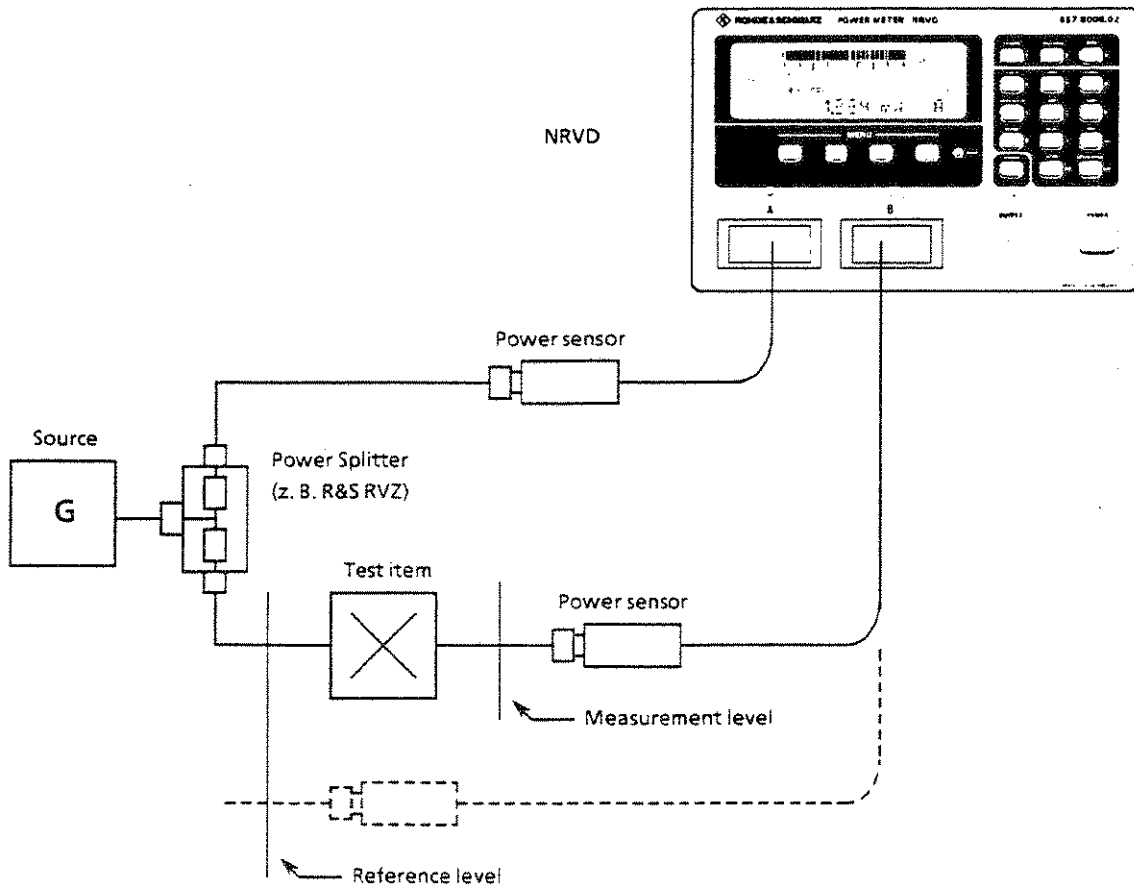 ROHDE & SCHWARZ POWER METER NRVD
NRVD
A
B
Power sensor
Source
G
Power Splitter
(z. B. R&S RVZ)
Test item
Power sensor
Measurement level
Reference level